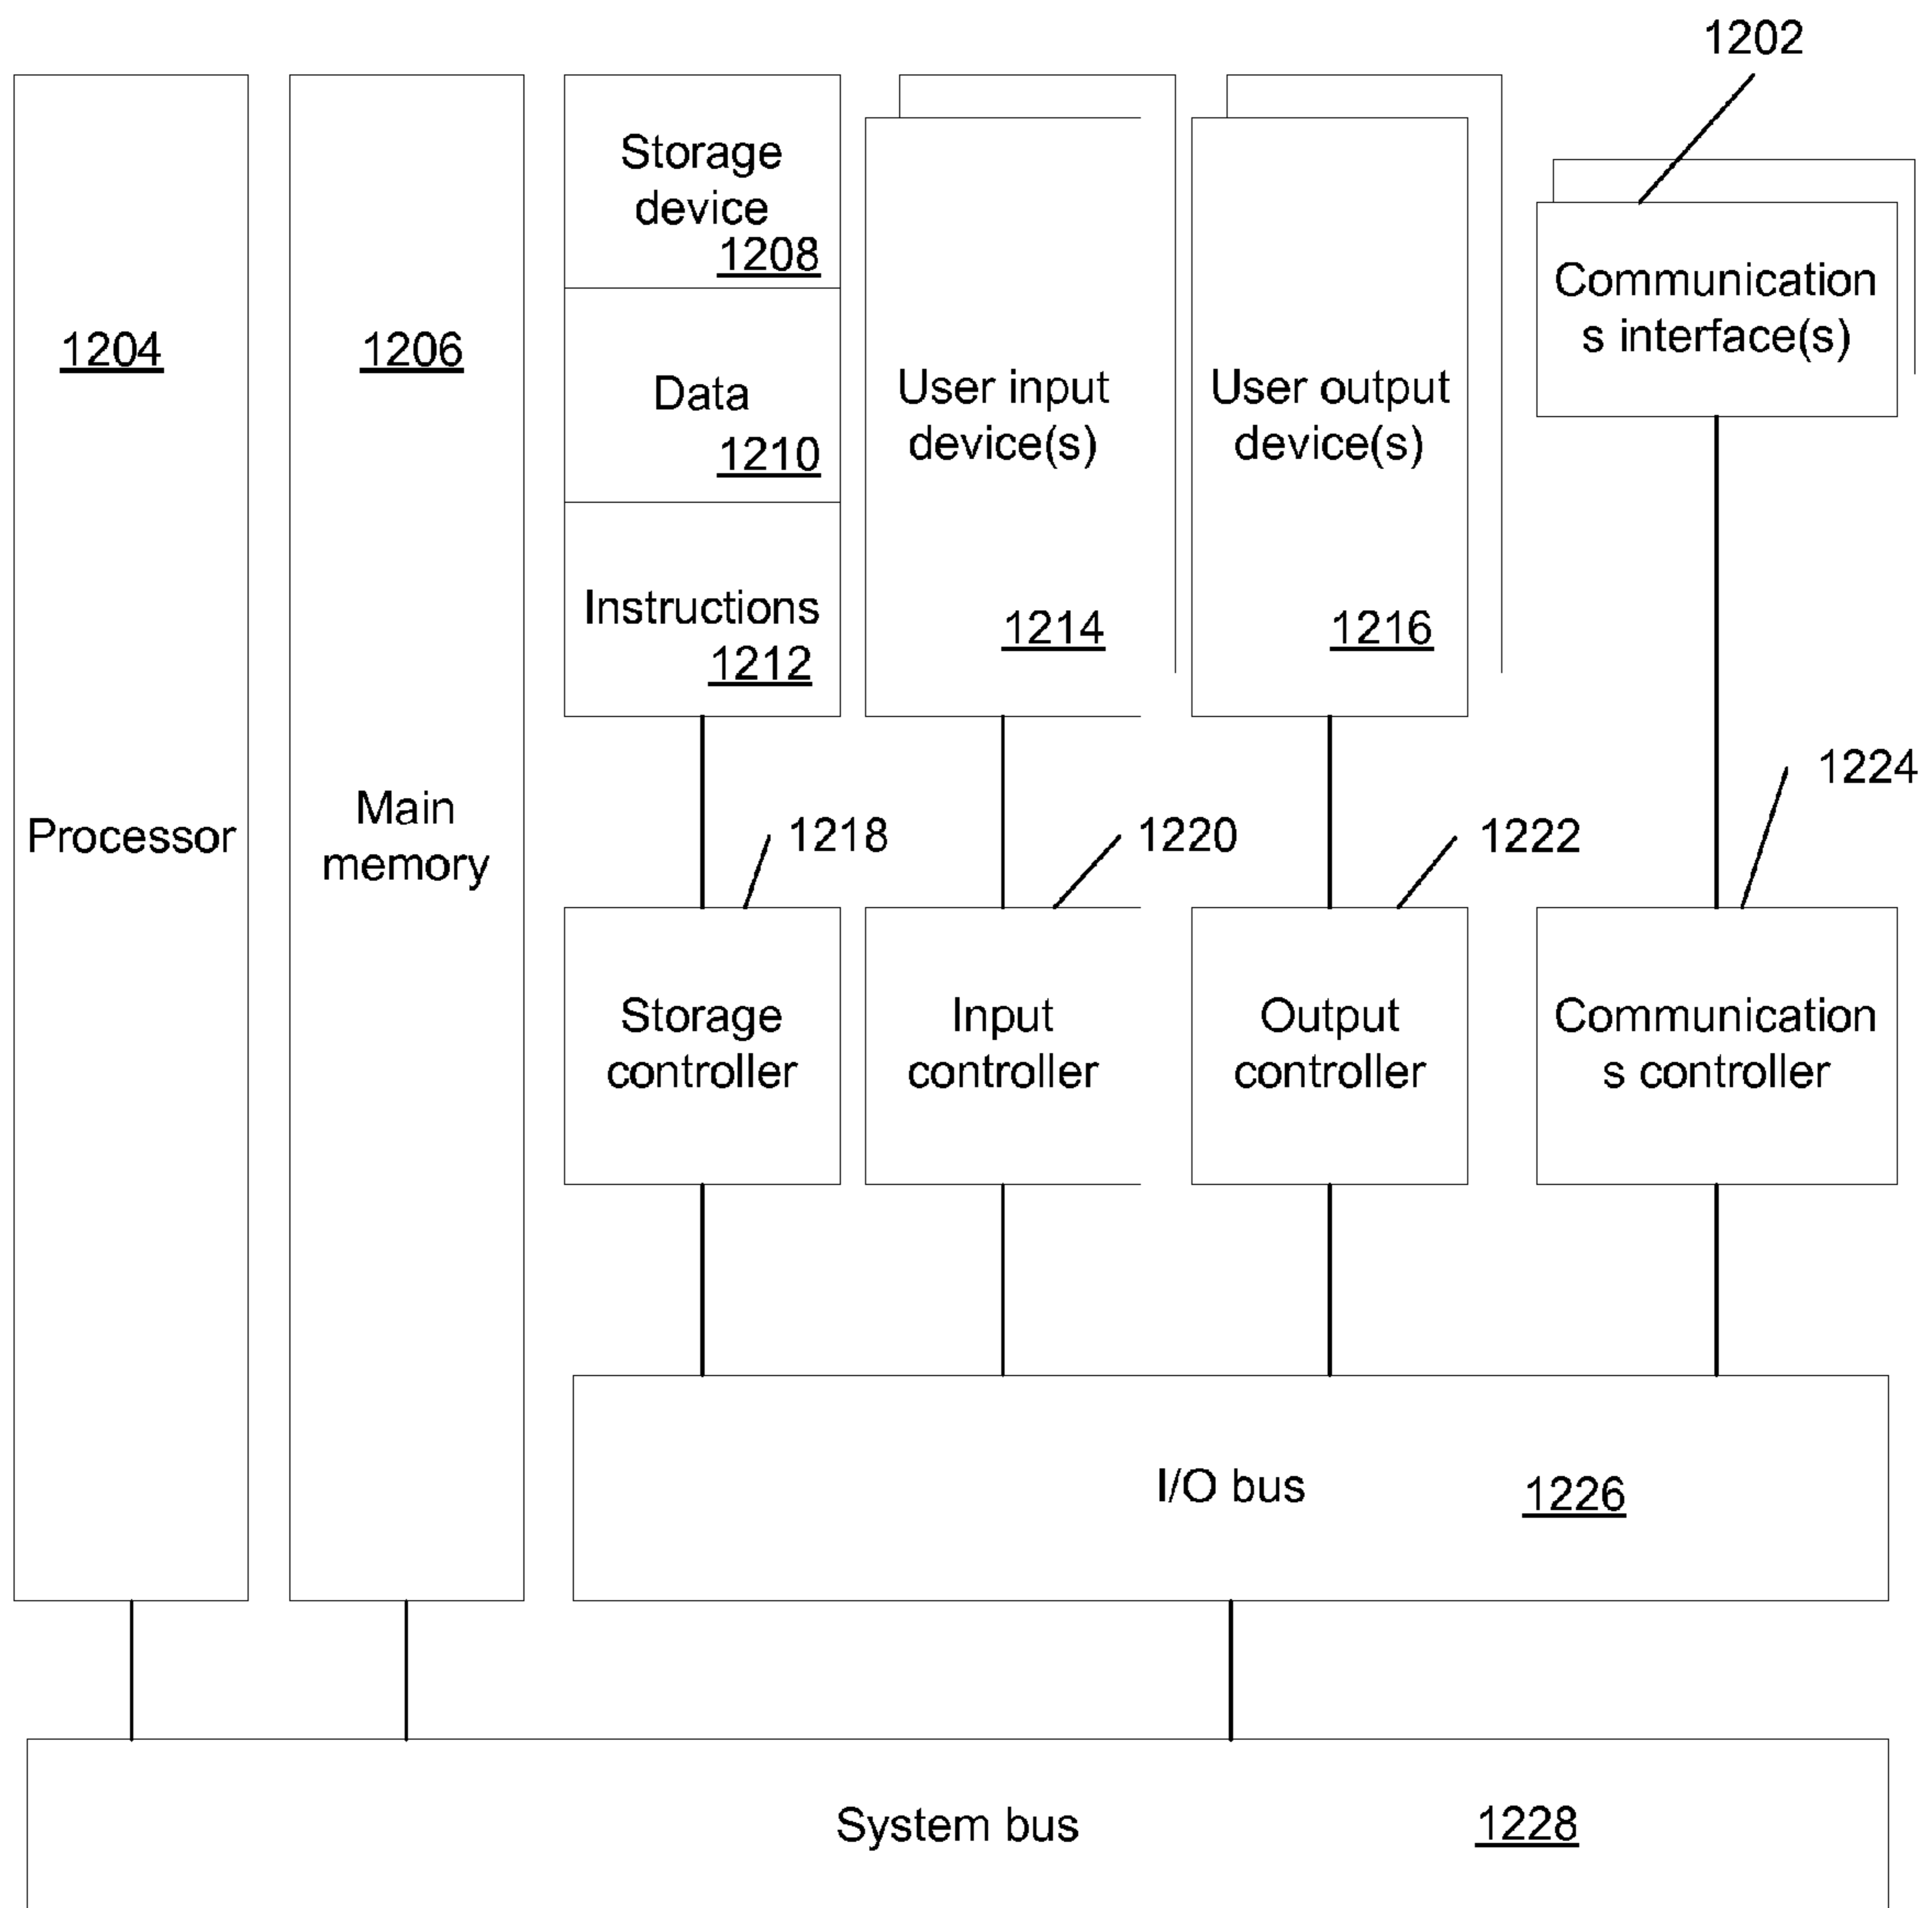 1202
Storage
device
1208
1204
1206
Data
1210
User input
device(s)
User output
device(s)
Communication
s interface(s)
Instructions
1212
1214
1216
Processor
Main
memory
1218
1220
1222
1224
Storage
controller
Input
controller
Output
controller
Communication
s controller
I/O bus
1226
System bus
1228